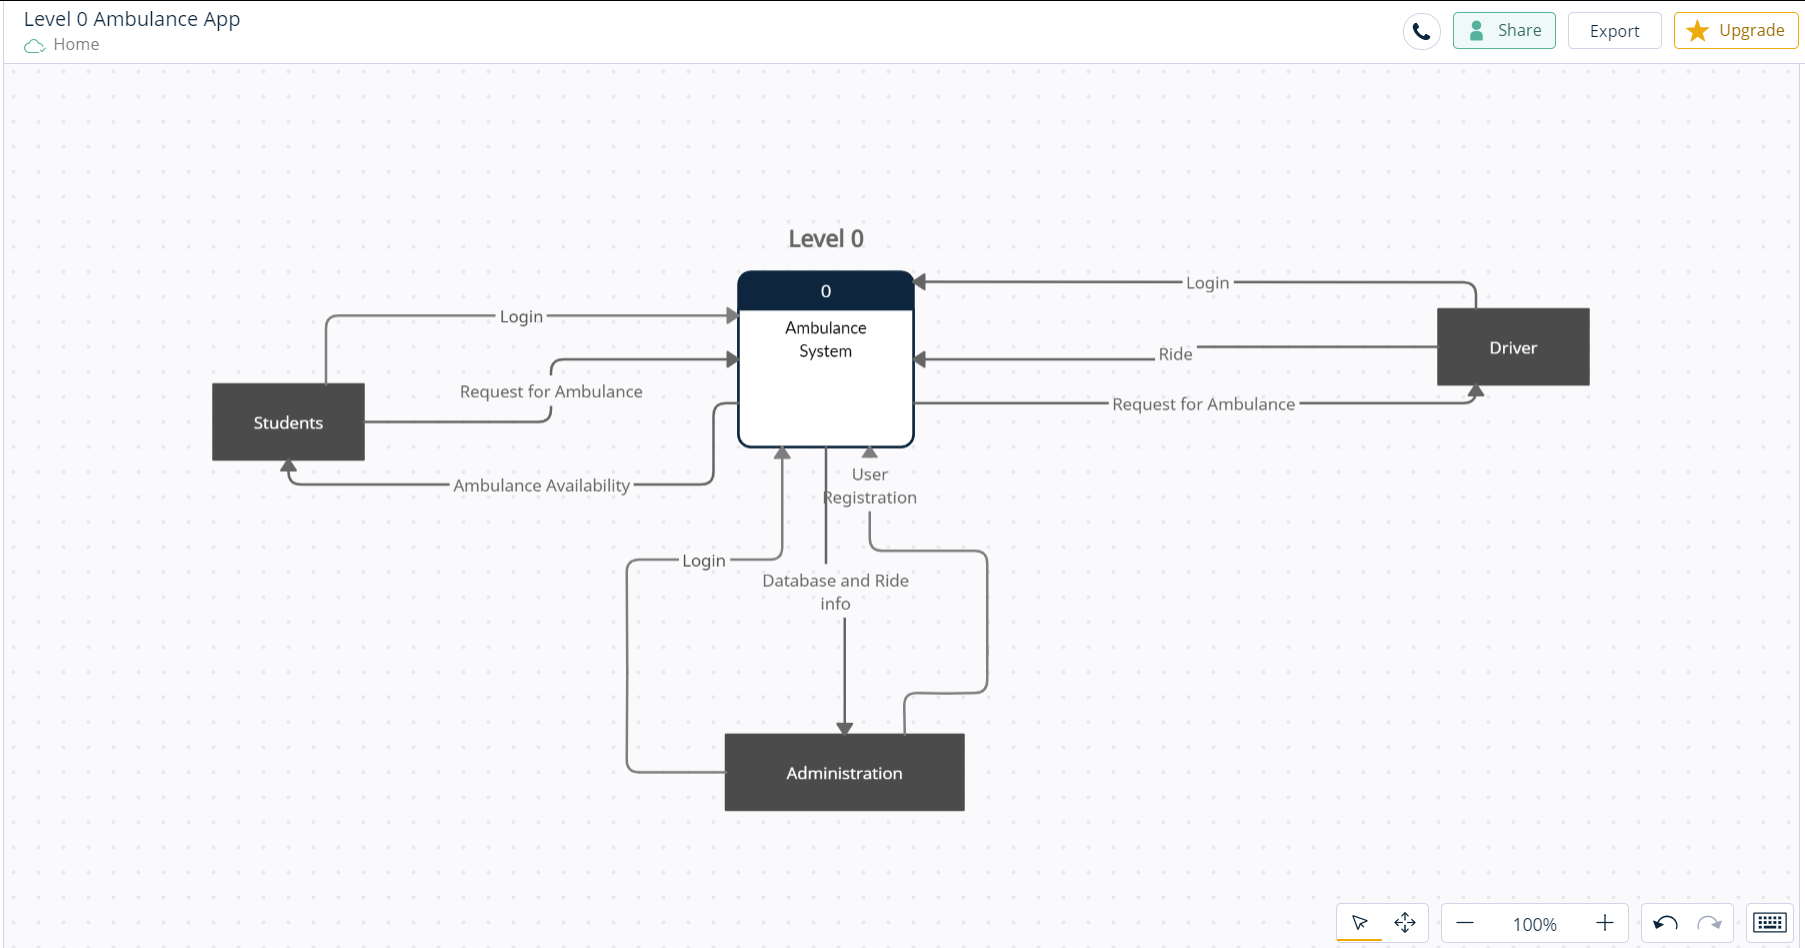 Level 0 Ambulance App
Home
Share
Export
Upgrade
Level 0
0
Ambulance
System
Login
Request for Ambulance
Students
Ambulance Availability
Login
Ride
Driver
Request for Ambulance
User
Registration
Login
Database and Ride
info
Administration
100%